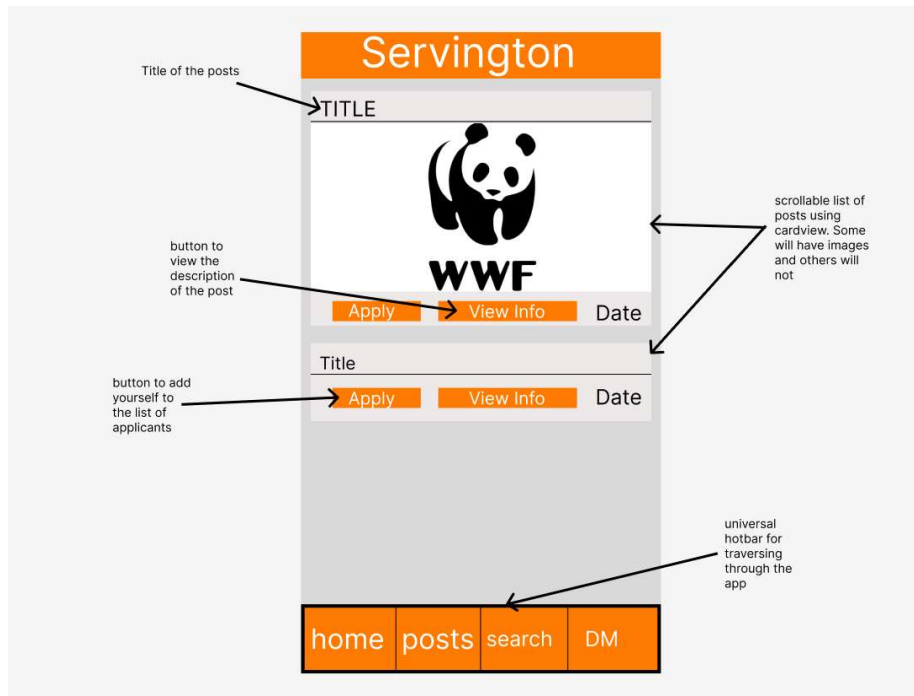 Servington
Title of the posts
TITLE
scrollable list of
posts using
cardview. Some
will have images
and others will
not
button to
view the
description
of the post
WWF
Apply View Info Date
Title
button to add
yourself to
the list of
applicants
Apply View Info Date
universal
hotbar for
traversing
through the
app
home posts search DM